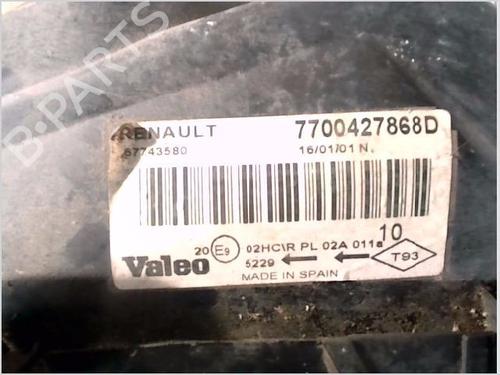 B-PARTS
RENAULT 7700427868D
67743580 16/01/01 N.
10
20 E9 02HC\R PL 02A 011a
5229
Valeo T93
MADE IN SPAIN